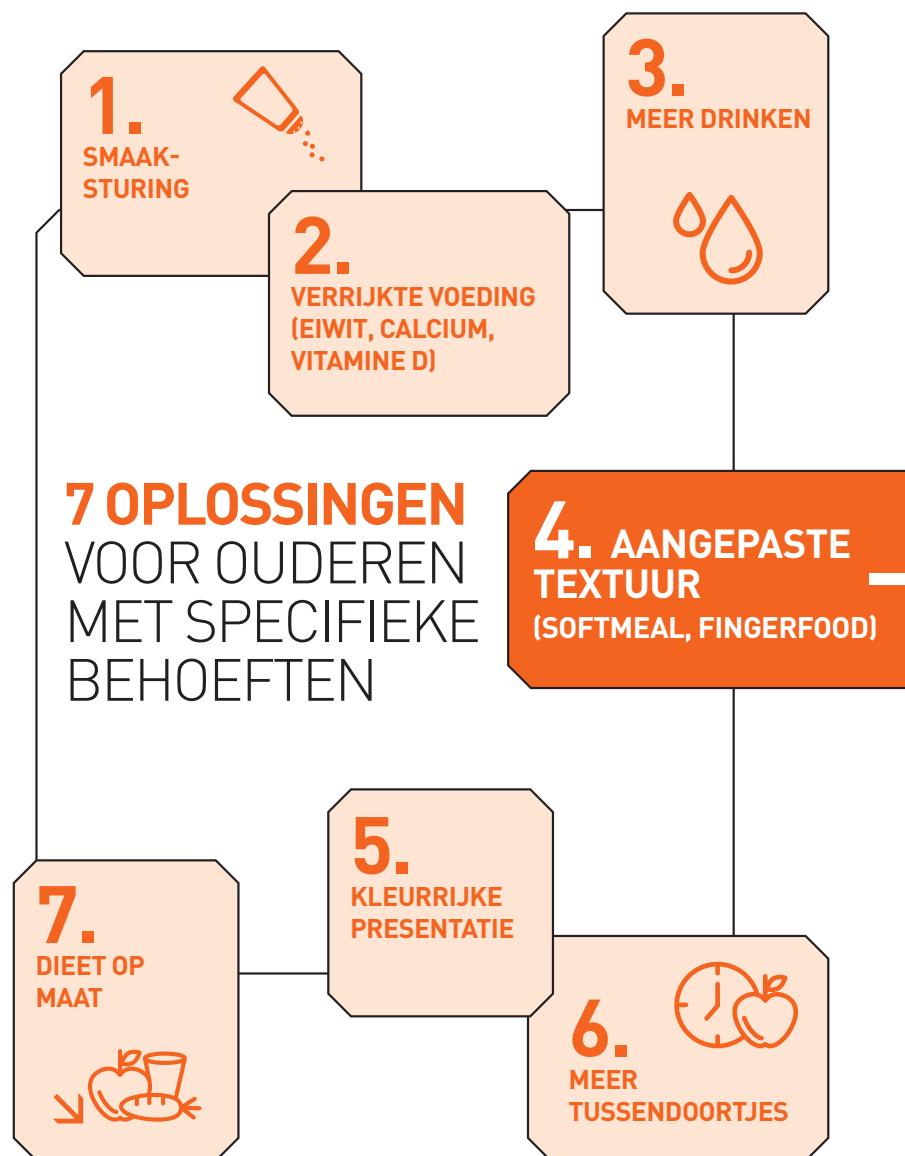 1.
SMAAK-
STURING
2.
VERRIJKTE VOEDING
(EIWIT, CALCIUM,
VITAMINE D)
3.
MEER DRINKEN
7 OPLOSSINGEN
VOOR OUDEREN
MET SPECIFIEKE
BEHOEFTEN
4. AANGEPASTE
TEXTUUR
(SOFTMEAL, FINGERFOOD)
5.
KLEURRIJKE
PRESENTATIE
6.
MEER
TUSSENDOORTJES
7.
DIEET OP
MAAT